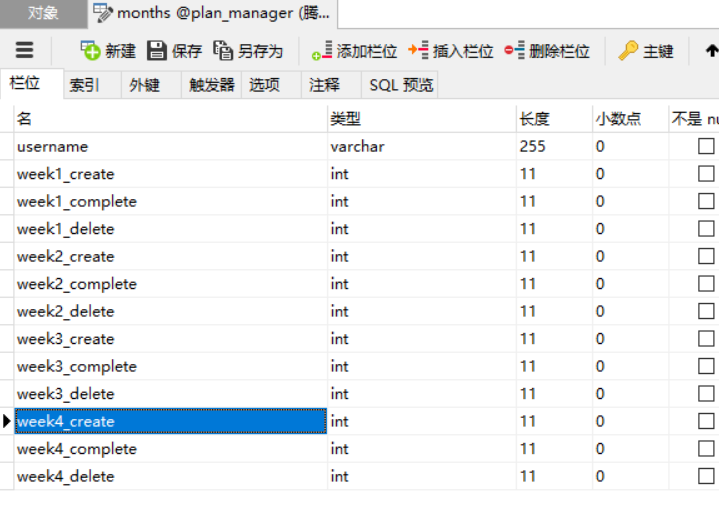 对象 months @plan_manager (腾...
新建 保存 另存为 添加栏位 插入栏位 删除栏位 主键
栏位 索引 外键 触发器 选项 注释 SQL 预览
名 类型 长度 小数点 不是 nu
username varchar 255 0
week1_create int 11 0
week1_complete int 11 0
week1_delete int 11 0
week2_create int 11 0
week2_complete int 11 0
week2_delete int 11 0
week3_create int 11 0
week3_complete int 11 0
week3_delete int 11 0
week4_create int 11 0
week4_complete int 11 0
week4_delete int 11 0